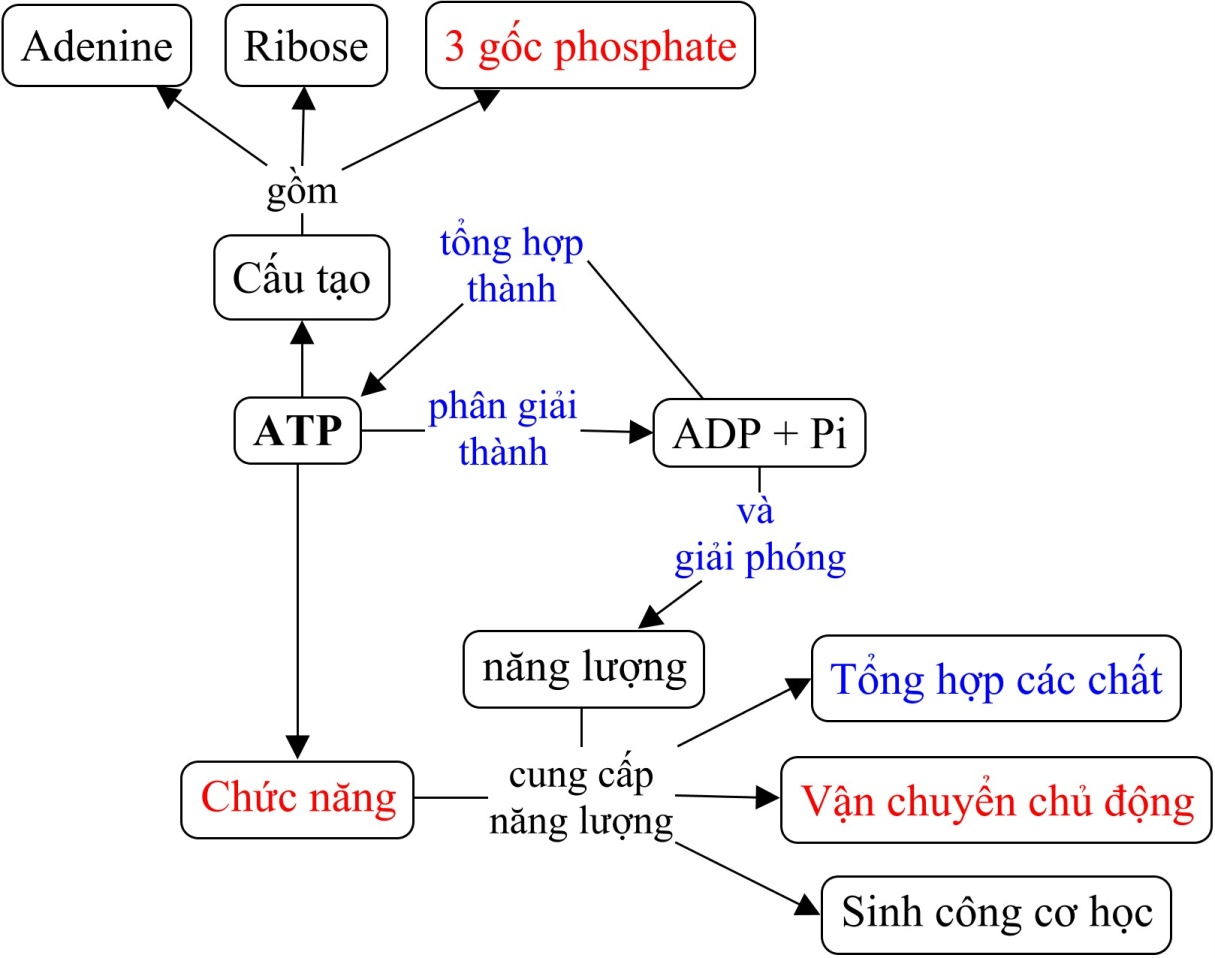 Adenine
Ribose
3 gốc phosphate
gồm
Cấu tạo
tổng hợp
thành
ATP
phân giải
thành
ADP + Pi
và
giải phóng
năng lượng
Tổng hợp các chất
Chức năng
cung cấp
năng lượng
Vận chuyển chủ động
Sinh công cơ học